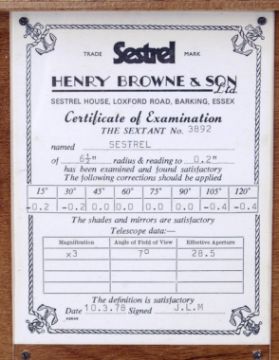 TRADE Sestrel MARK
HENRY BROWNE & SON Ltd.
SESTREL HOUSE, LOXFORD ROAD, BARKING, ESSEX
Certificate of Examination
THE SEXTANT No. 3892
named SESTREL
of 6½" radius & reading to 0.2"
has been examined and found satisfactory
The following corrections should be applied
15° 30° 45° 60° 75° 90° 105° 120°
-0.2 -0.2 0.0 0.0 0.0 -0.4 -0.4
The shades and mirrors are satisfactory
Telescope data:—
Magnification Angle of Field of View Effective Aperture
x3 7° 28.5
The definition is satisfactory
Date 10.3.78 Signed J.L.M